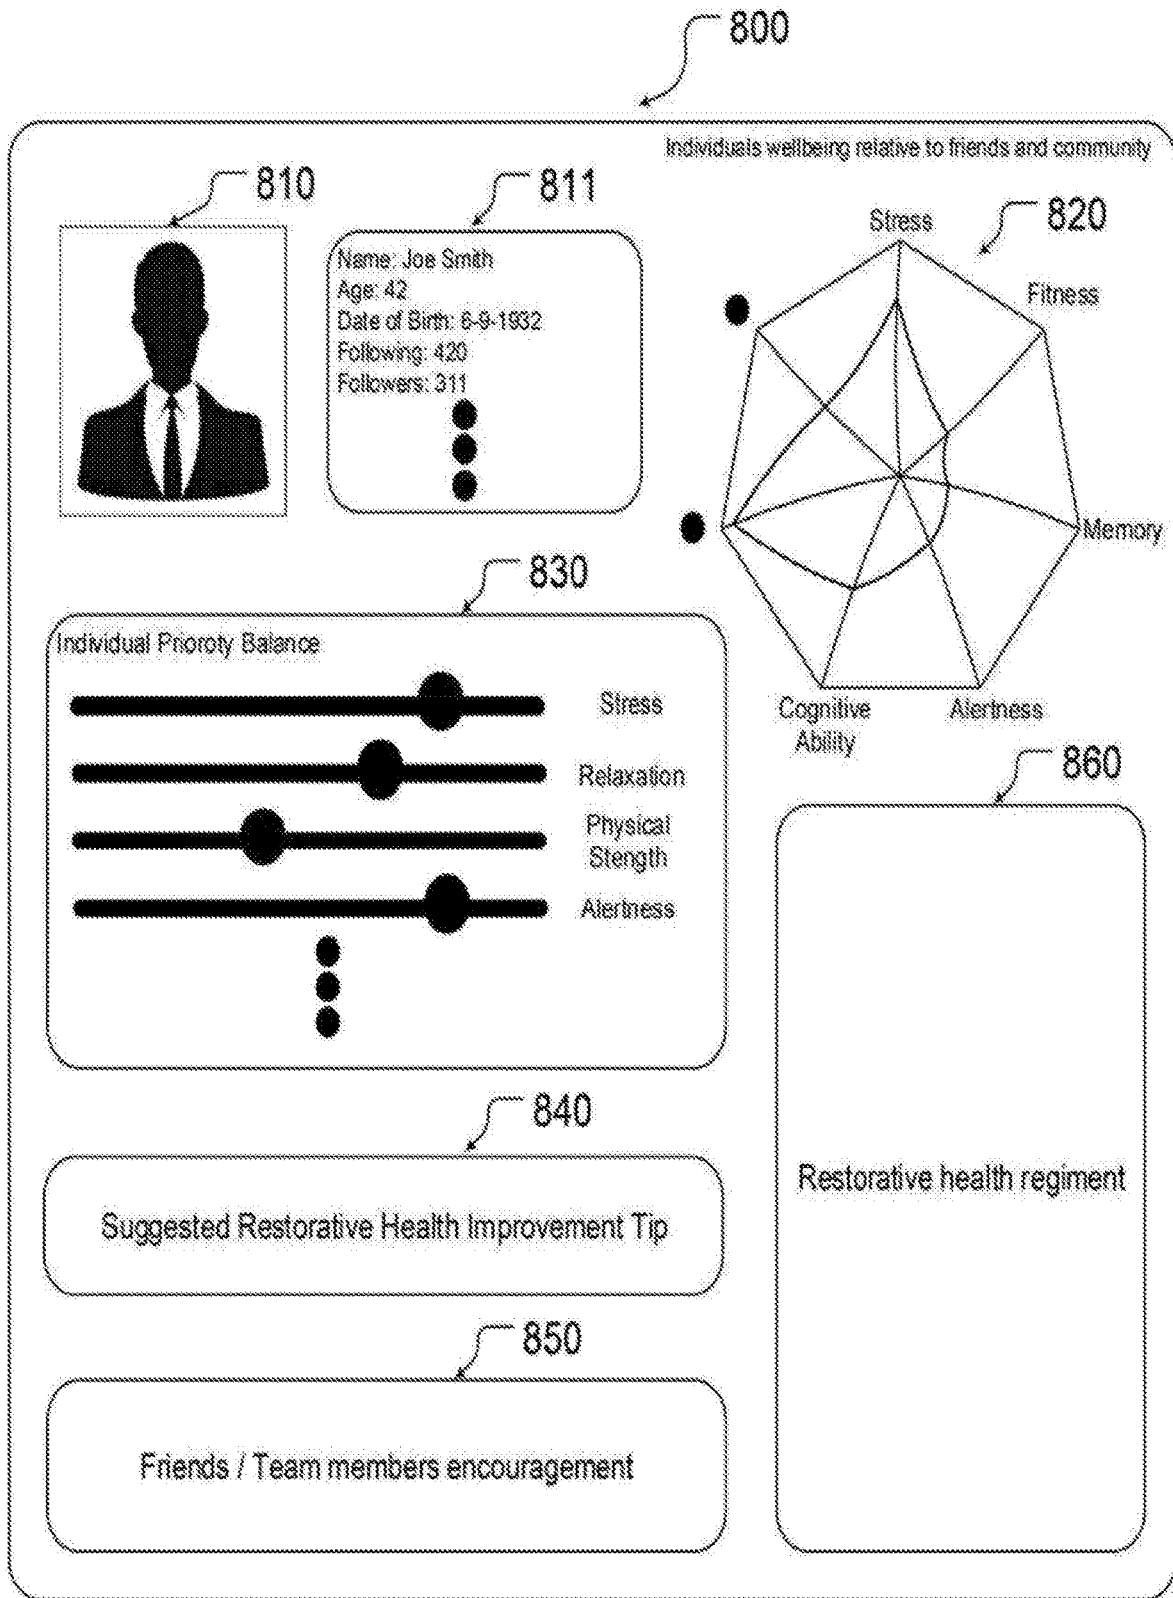 800
Individuals wellbeing relative to friends and community
810
811
820
Name: Joe Smith
Age: 42
Date of Birth: 6-9-1932
Following: 420
Followers: 311
Stress
Fitness
Memory
Alertness
Cognitive
Ability
830
Individual Prioroty Balance
Stress
Relaxation
Physical
Stength
Alertness
840
Suggested Restorative Health Improvement Tip
850
Friends / Team members encouragement
860
Restorative health regiment